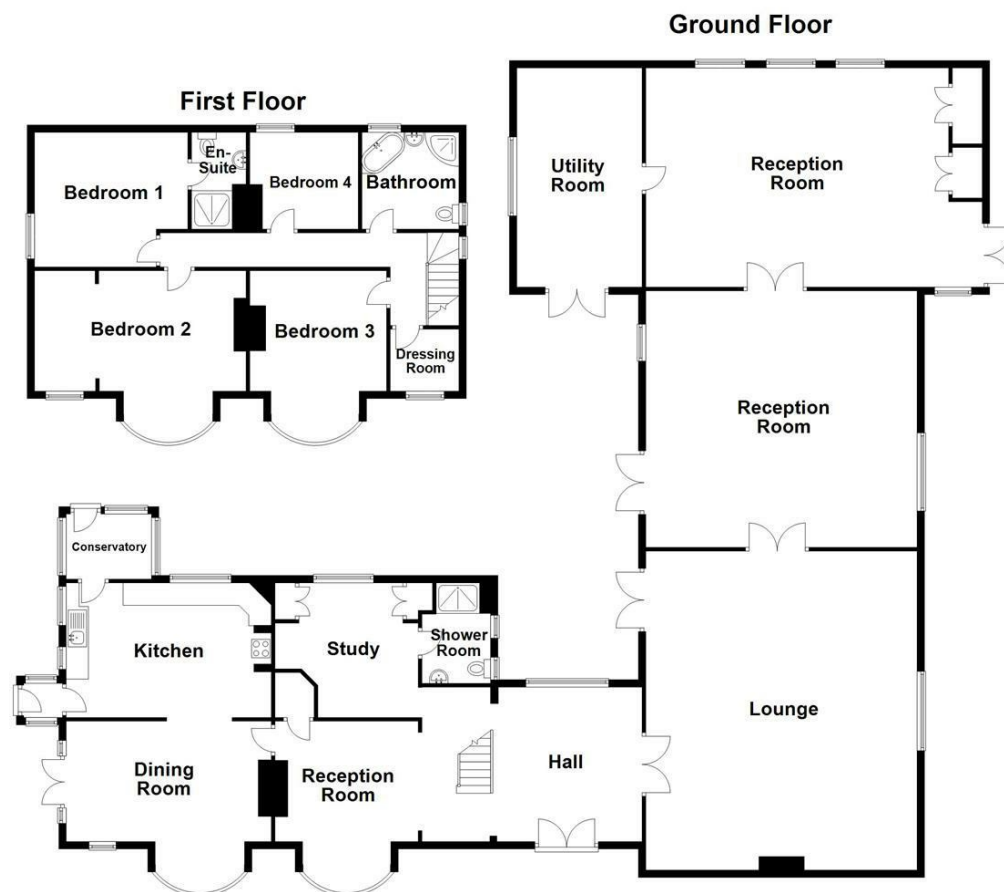 Ground Floor
First Floor
Bedroom 1
En-
Suite
Bedroom 4
Bathroom
Bedroom 2
Bedroom 3
Dressing
Room
Utility
Room
Reception
Room
Reception
Room
Conservatory
Kitchen
Study
Shower
Room
Lounge
Dining
Room
Reception
Room
Hall